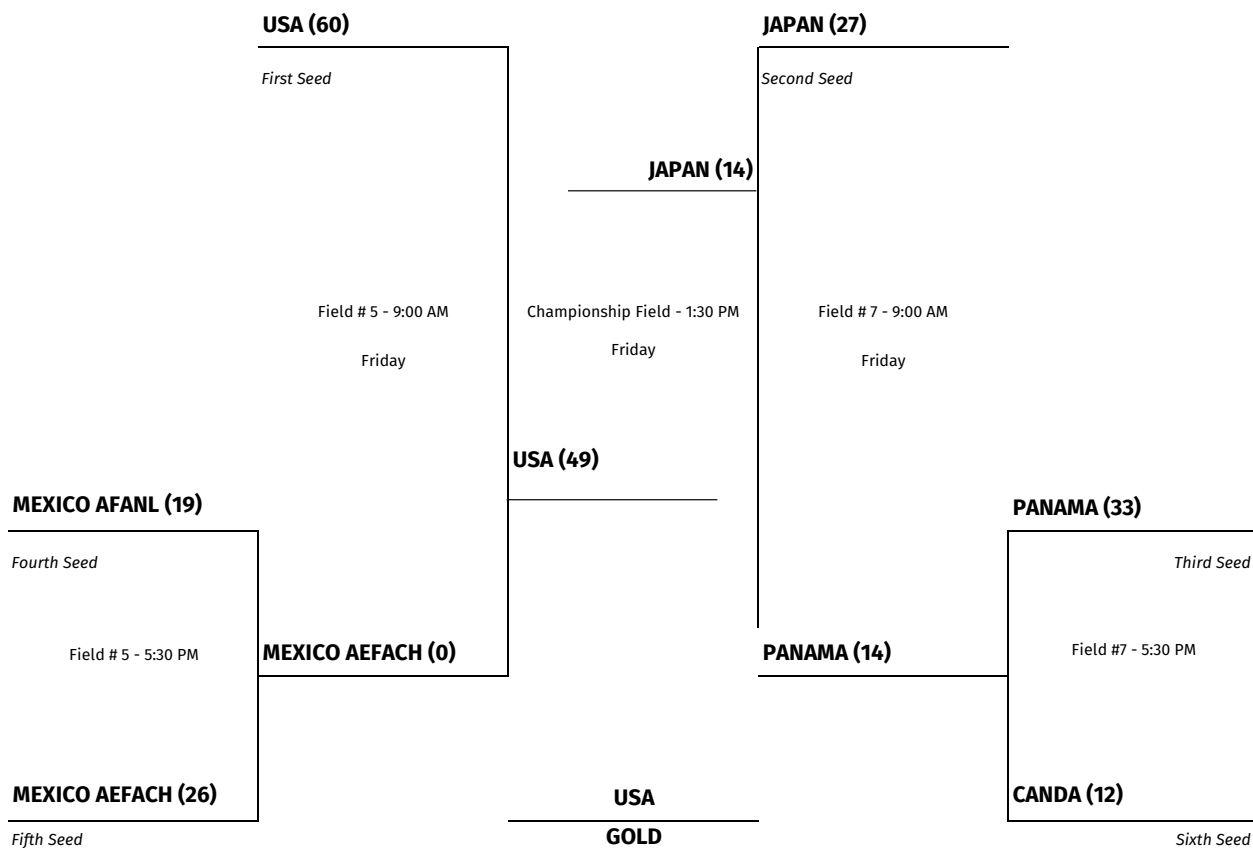 USA (60)
JAPAN (27)
First Seed
Second Seed
JAPAN (14)
Field # 5 - 9:00 AM
Championship Field - 1:30 PM
Field # 7 - 9:00 AM
Friday
Friday
Friday
USA (49)
MEXICO AFANL (19)
PANAMA (33)
Fourth Seed
Third Seed
Field # 5 - 5:30 PM
MEXICO AEFACH (0)
PANAMA (14)
Field #7 - 5:30 PM
MEXICO AEFACH (26)
USA
CANDA (12)
Fifth Seed
GOLD
Sixth Seed